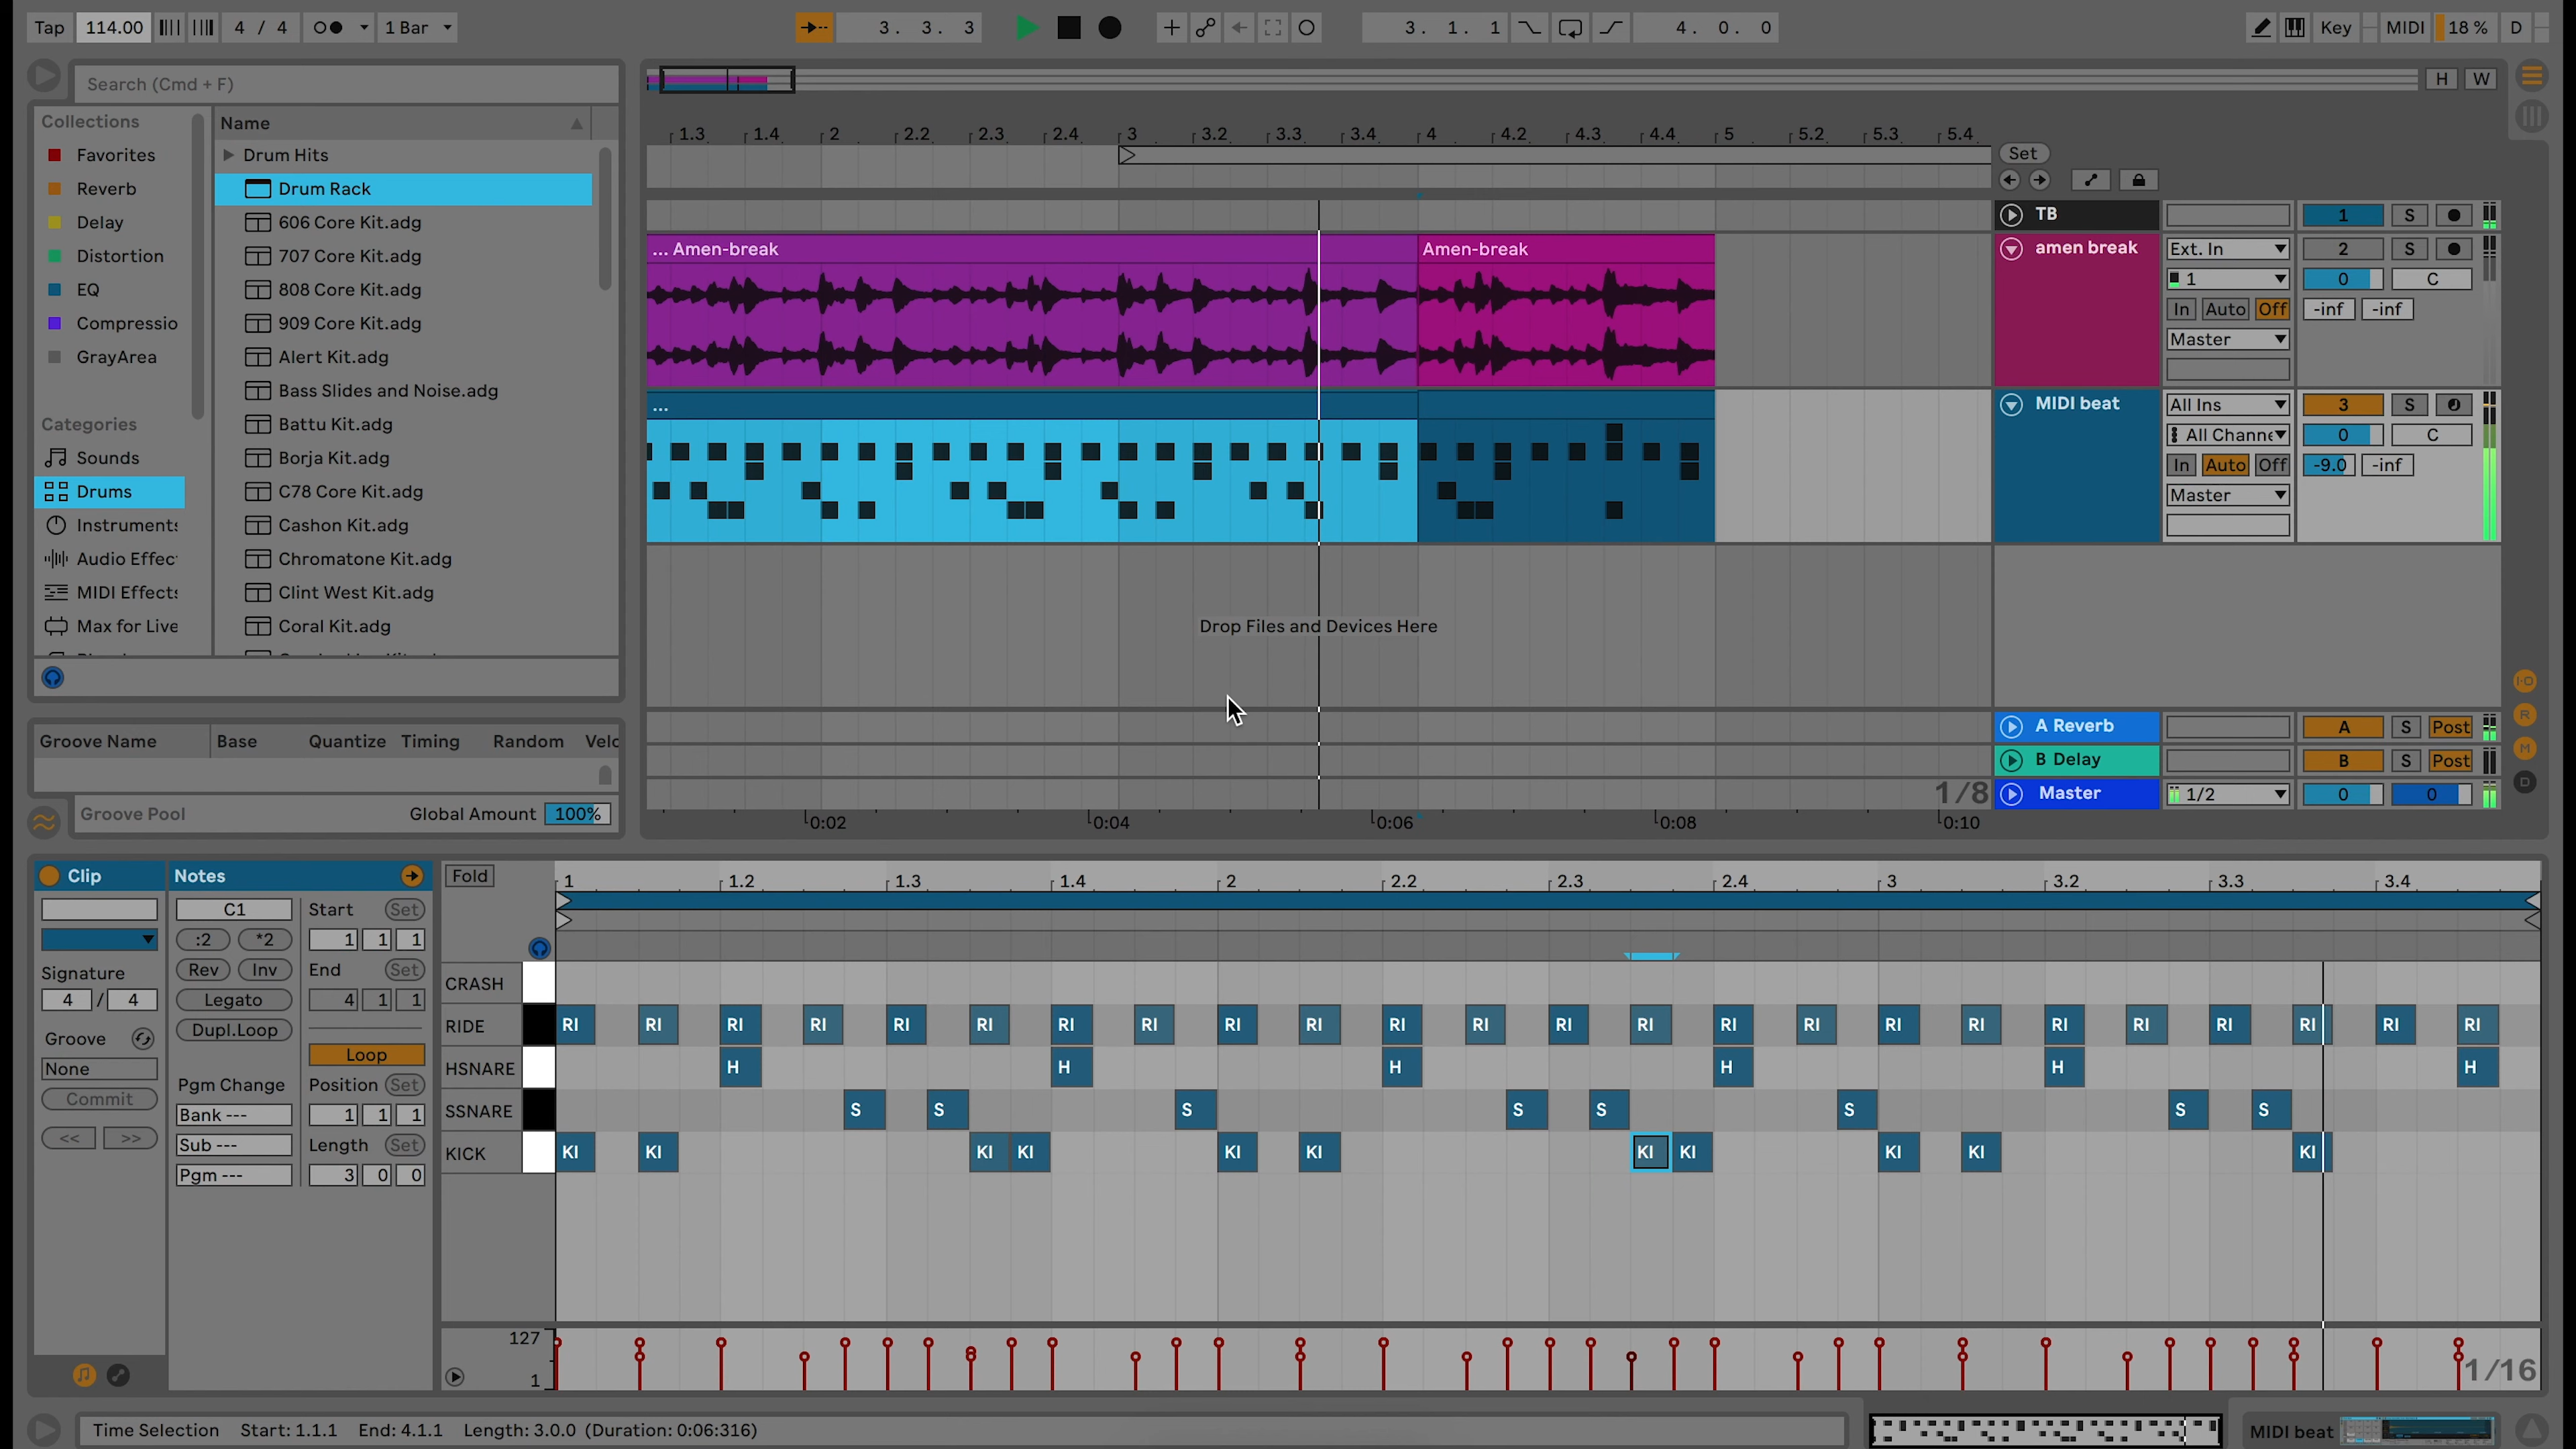 Tap 114.00 4 / 4 1 Bar 3. 3. 3 3. 1. 1 4. 0. 0 Key MIDI 18 % D
Search (Cmd + F)
H W
Collections
Favorites
Reverb
Delay
Distortion
EQ
Compressio
GrayArea
Categories
Sounds
Drums
Instruments
Audio Effec
MIDI Effects
Max for Live
Name
Drum Hits
Drum Rack
606 Core Kit.adg
707 Core Kit.adg
808 Core Kit.adg
909 Core Kit.adg
Alert Kit.adg
Bass Slides and Noise.adg
Battu Kit.adg
Borja Kit.adg
C78 Core Kit.adg
Cashon Kit.adg
Chromatone Kit.adg
Clint West Kit.adg
Coral Kit.adg
1.3 1.4 2 2.2 2.3 2.4 3 3.2 3.3 3.4 4 4.2 4.3 4.4 5 5.2 5.3 5.4
Set
TB 1 S
... Amen-break Amen-break
amen break Ext. In 2 S
1 0 C
In Auto Off -inf -inf
Master
...
MIDI beat All Ins 3 S
All Channe 0 C
In Auto Off -9.0 -inf
Master
Drop Files and Devices Here
A Reverb A S Post
B Delay B S Post
1/8 Master 1/2 0 0
0:02 0:04 0:06 0:08 0:10
I·O
R
M
D
Groove Name Base Quantize Timing Random Velc
Groove Pool Global Amount 100%
Clip
Signature
4 / 4
Groove
None
Commit
<< >>
Notes
C1 Start Set
:2 *2 1 1 1
Rev Inv End Set
Legato 4 1 1
Dupl.Loop
Loop
Pgm Change Position Set
Bank --- 1 1 1
Sub --- Length Set
Pgm --- 3 0 0
Fold 1 1.2 1.3 1.4 2 2.2 2.3 2.4 3 3.2 3.3 3.4
CRASH
RIDE RI RI RI RI RI RI RI RI RI RI RI RI RI RI RI RI RI RI RI RI RI RI RI RI
HSNARE H H H H H H
SSNARE S S S S S S S S
KICK KI KI KI KI KI KI KI KI KI KI KI
127
1
1/16
Time Selection Start: 1.1.1 End: 4.1.1 Length: 3.0.0 (Duration: 0:06:316)
MIDI beat